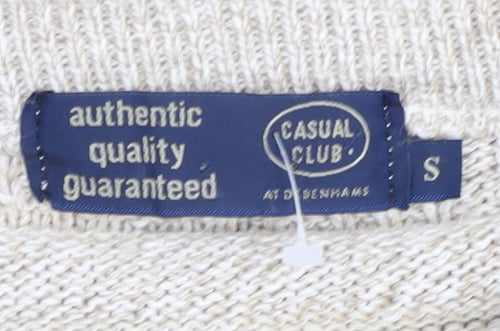 authentic
quality
guaranteed
CASUAL
CLUB
AT DEBENHAMS
S